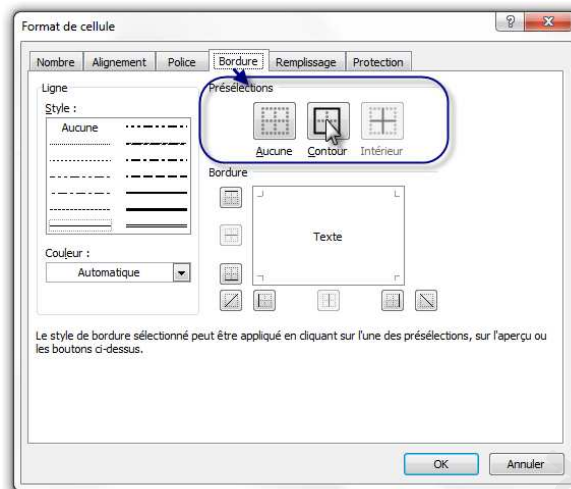 Format de cellule
Nombre Alignement Police Bordure Remplissage Protection
Ligne
Style :
Aucune
Couleur :
Automatique
Présélections
Aucune Contour Intérieur
Bordure
Texte
Le style de bordure sélectionné peut être appliqué en cliquant sur l'une des présélections, sur l'aperçu ou
les boutons ci-dessus.
OK Annuler